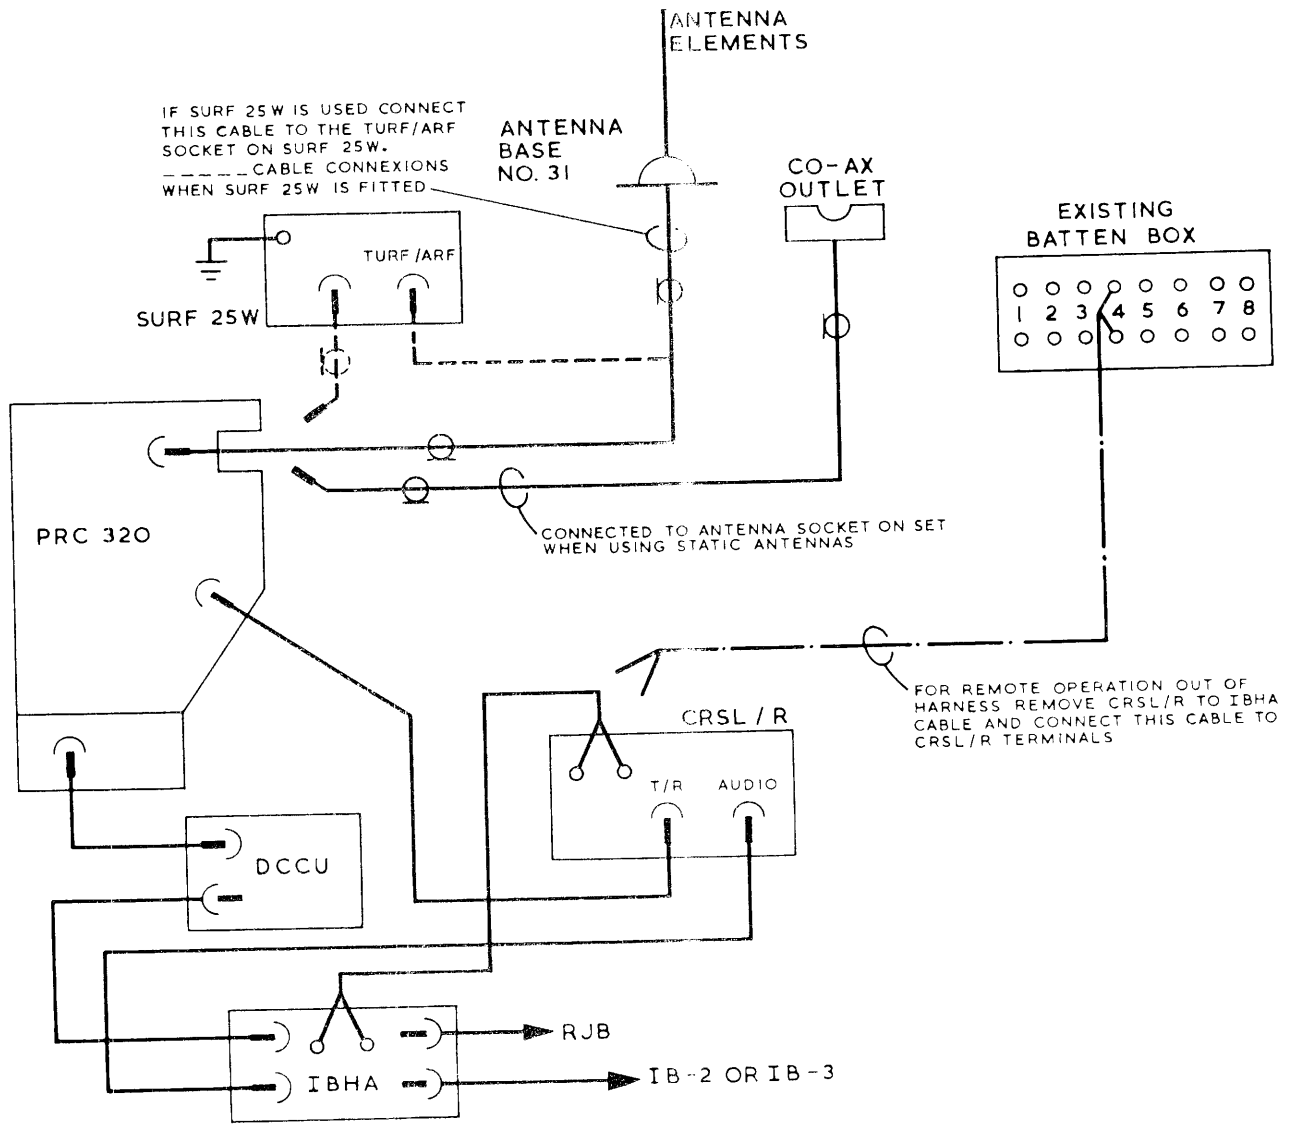 ANTENNA
ELEMENTS
IF SURF 25W IS USED CONNECT
THIS CABLE TO THE TURF/ARF
SOCKET ON SURF 25W.
_____CABLE CONNEXIONS
WHEN SURF 25W IS FITTED
ANTENNA
BASE
NO. 31
CO-AX
OUTLET
EXISTING
BATTEN BOX
1 2 3 4 5 6 7 8
TURF/ARF
SURF 25W
PRC 320
CONNECTED TO ANTENNA SOCKET ON SET
WHEN USING STATIC ANTENNAS
FOR REMOTE OPERATION OUT OF
HARNESS REMOVE CRSL/R TO IBHA
CABLE AND CONNECT THIS CABLE TO
CRSL/R TERMINALS
CRSL / R
T/R AUDIO
DCCU
RJB
IBHA
IB-2 OR IB-3